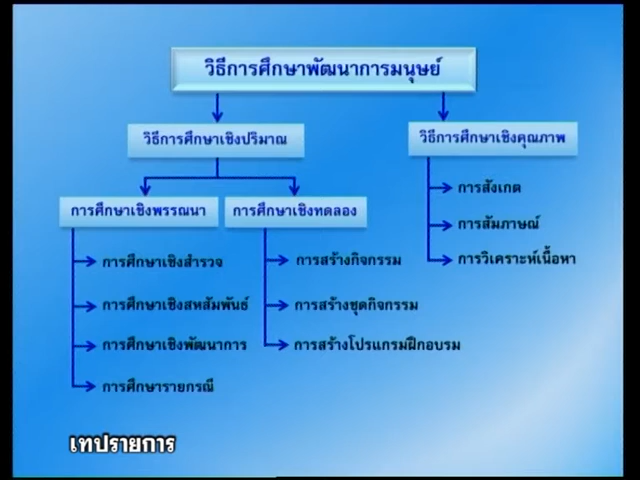 วิธีการศึกษาพัฒนาการมนุษย์
วิธีการศึกษาเชิงปริมาณ
วิธีการศึกษาเชิงคุณภาพ
การศึกษาเชิงพรรณนา
การศึกษาเชิงทดลอง
การศึกษาเชิงสำรวจ
การศึกษาเชิงสหสัมพันธ์
การศึกษาเชิงพัฒนาการ
การศึกษารายกรณี
การสร้างกิจกรรม
การสร้างชุดกิจกรรม
การสร้างโปรแกรมฝึกอบรม
การสังเกต
การสัมภาษณ์
การวิเคราะห์เนื้อหา
เทปรายการ